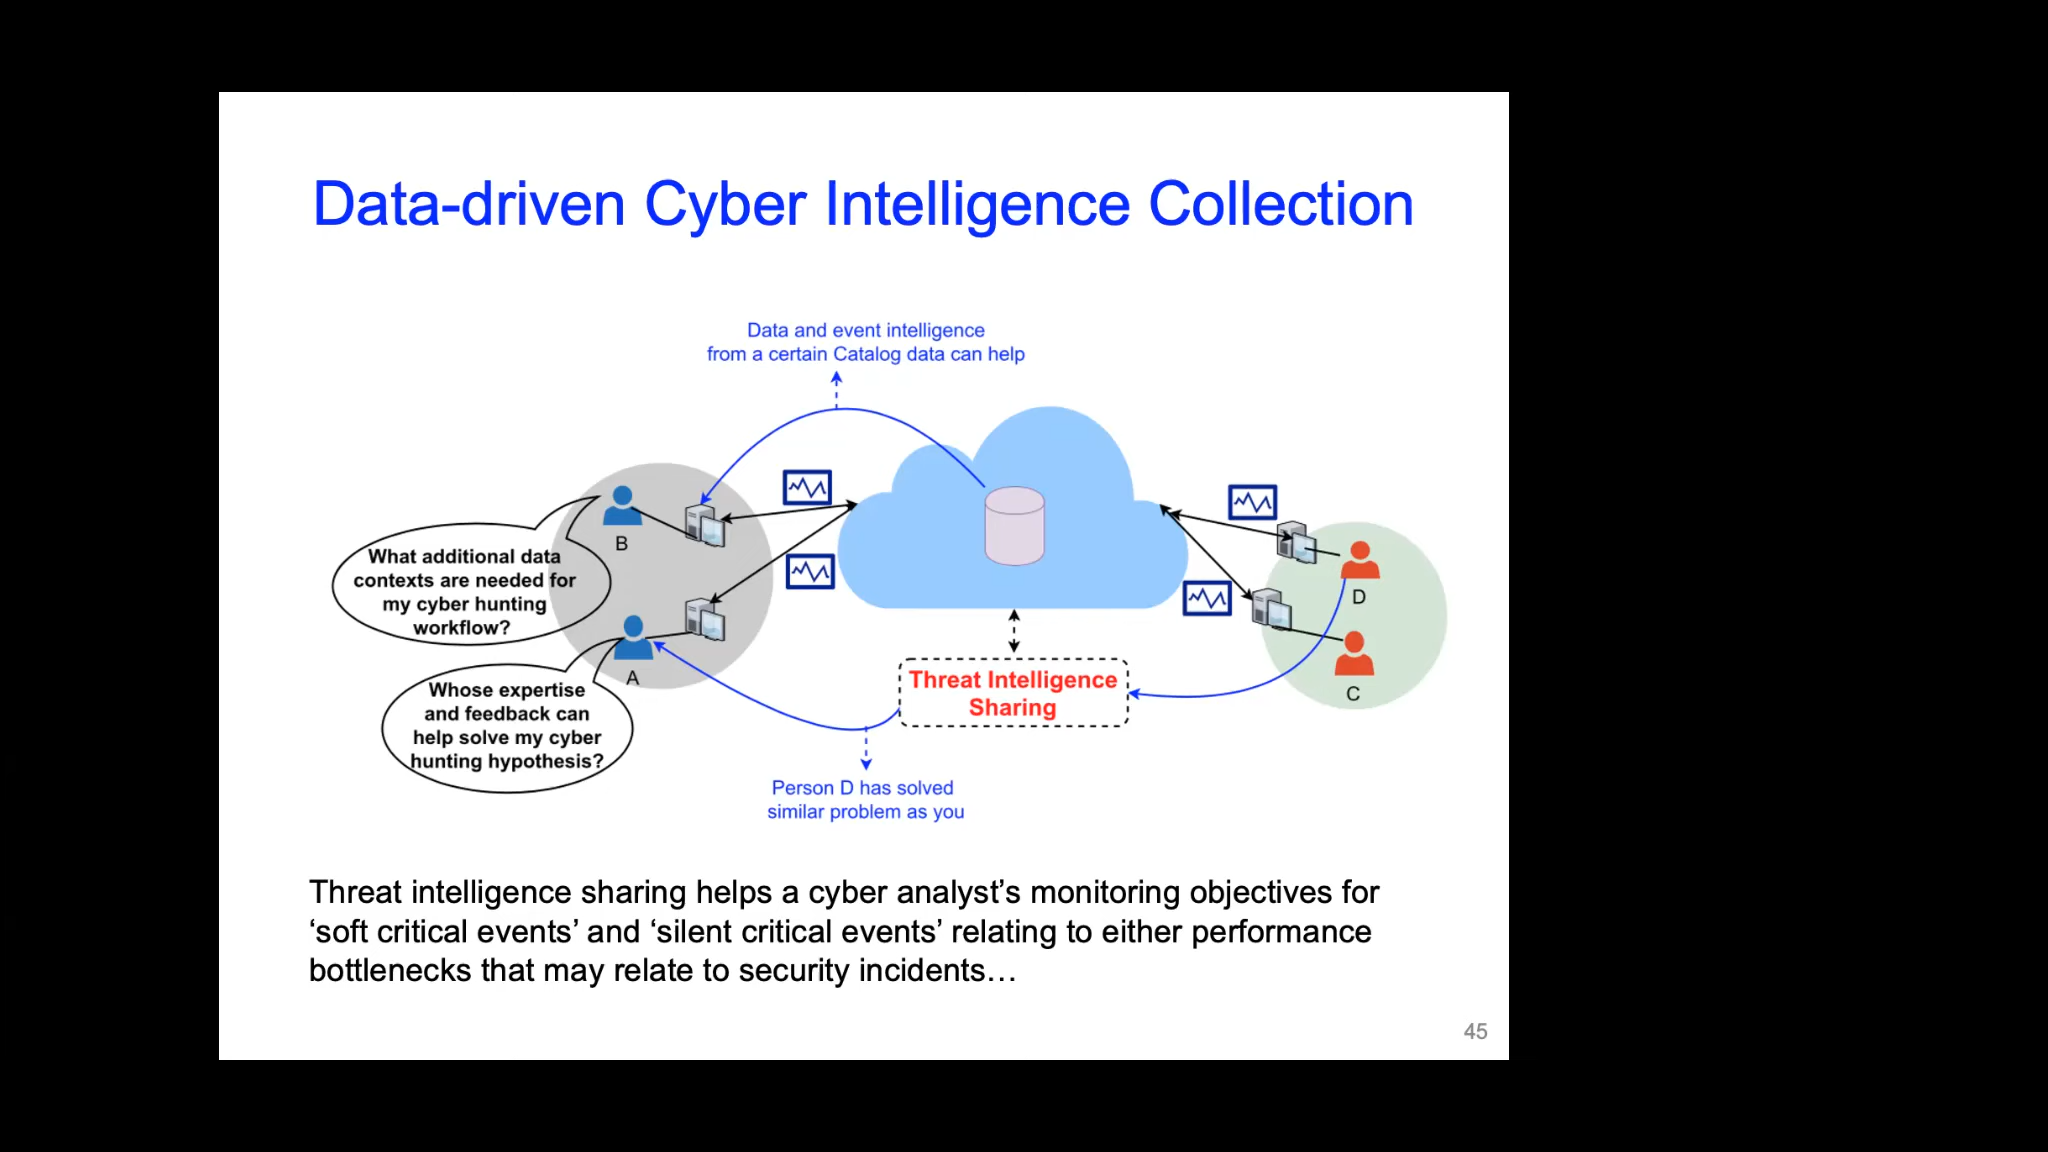 Data-driven Cyber Intelligence Collection
Data and event intelligence
from a certain Catalog data can help
B
What additional data
contexts are needed for
my cyber hunting
workflow?
A
Whose expertise
and feedback can
help solve my cyber
hunting hypothesis?
D
C
Threat Intelligence
Sharing
Person D has solved
similar problem as you
Threat intelligence sharing helps a cyber analyst’s monitoring objectives for
‘soft critical events’ and ‘silent critical events’ relating to either performance
bottlenecks that may relate to security incidents…
45